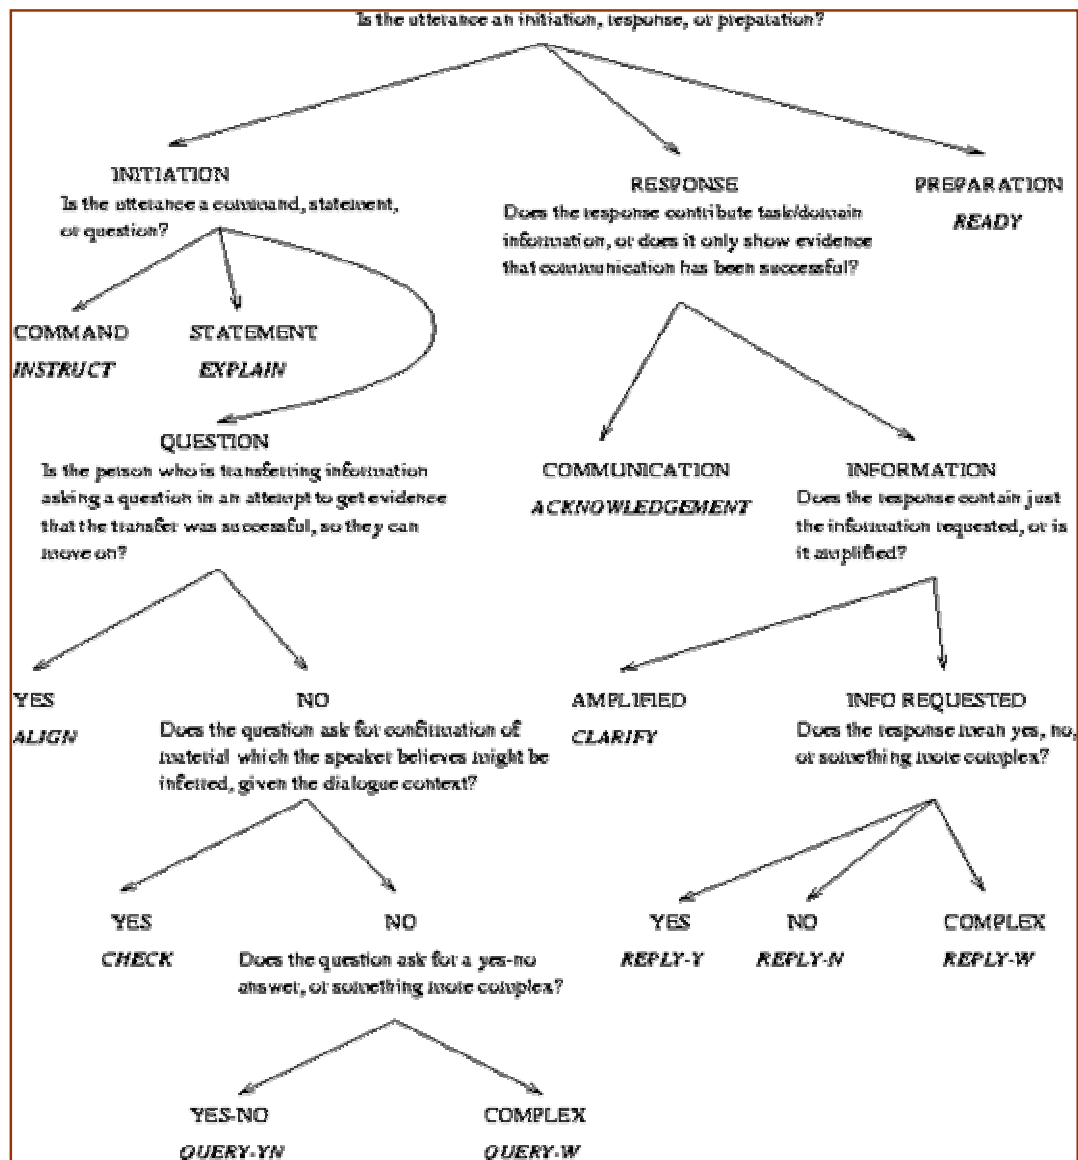 Is the utterance an initiation, response, or preparation?
INITIATION
Is the utterance a command, statement,
or question?
COMMAND
INSTRUCT
STATEMENT
EXPLAIN
QUESTION
Is the person who is transferring information
asking a question in an attempt to get evidence
that the transfer was successful, so they can
move on?
YES
ALIGN
NO
Does the question ask for confirmation of
material which the speaker believes might be
inferred, given the dialogue context?
YES
CHECK
NO
Does the question ask for a yes-no
answer, or something more complex?
YES-NO
QUERY-YN
COMPLEX
QUERY-W
RESPONSE
Does the response contribute task/domain
information, or does it only show evidence
that communication has been successful?
COMMUNICATION
ACKNOWLEDGEMENT
INFORMATION
Does the response contain just
the information requested, or is
it amplified?
AMPLIFIED
CLARIFY
INFO REQUESTED
Does the response mean yes, no,
or something more complex?
YES
REPLY-Y
NO
REPLY-N
COMPLEX
REPLY-W
PREPARATION
READY